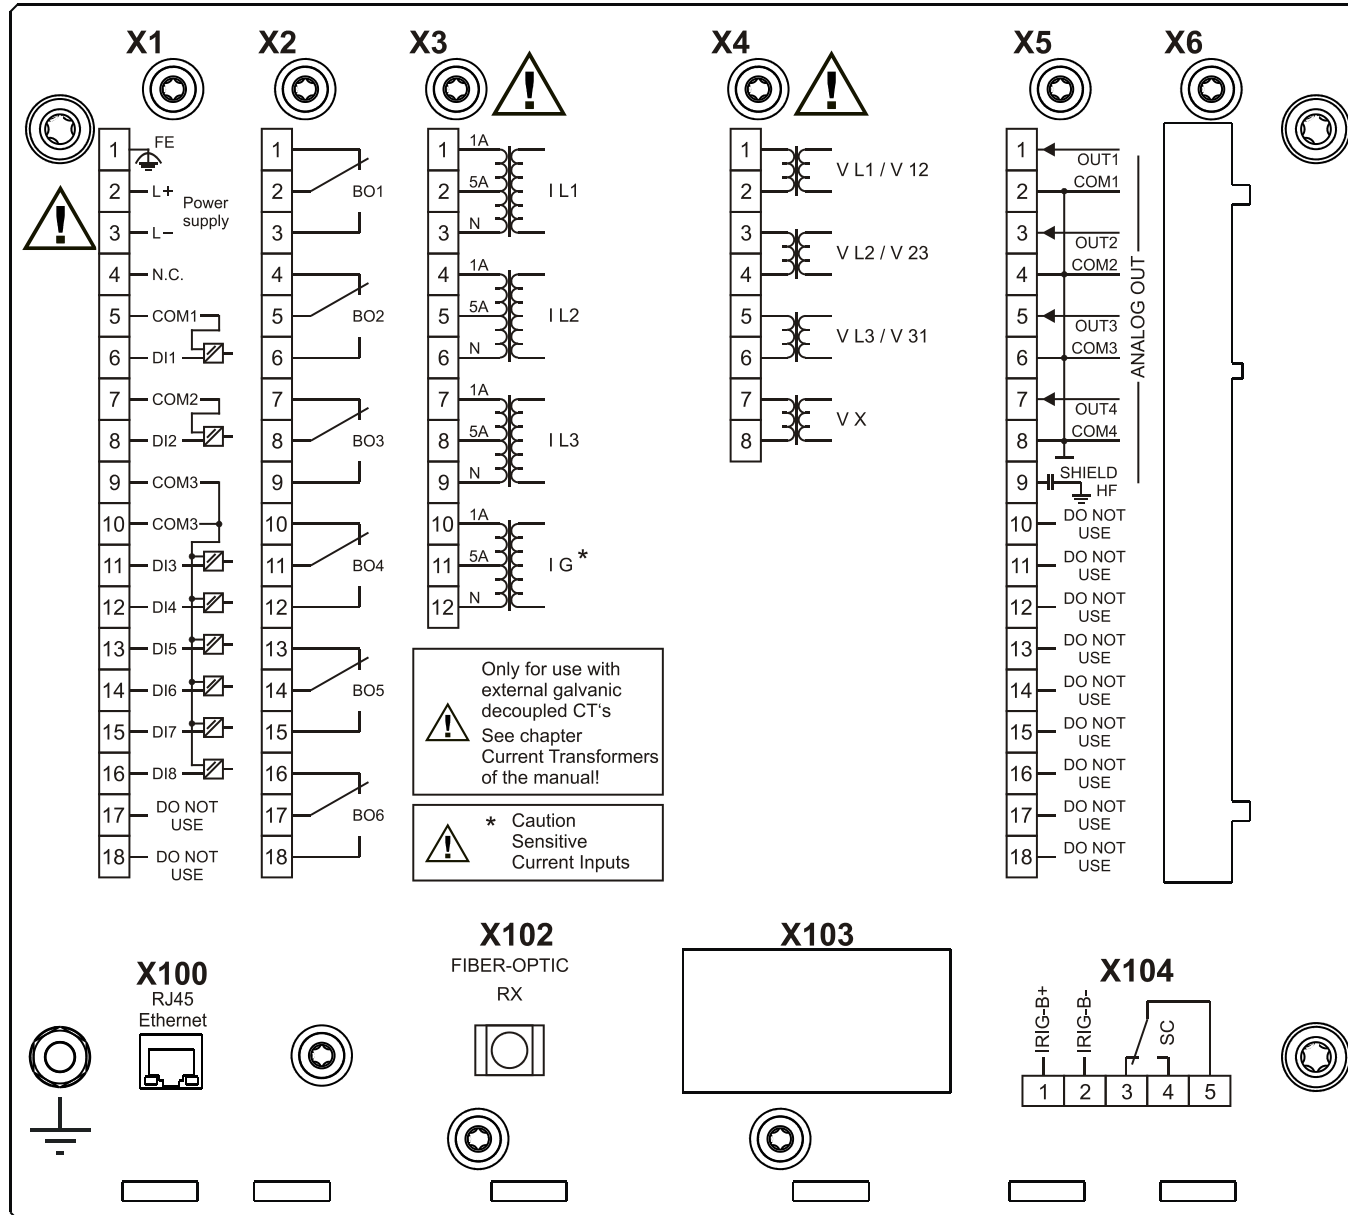 X1
X2
X3
X4
X5
X6
1 FE
2 L+
Power
supply
3 L–
4 N.C.
5 COM1
6 DI1
7 COM2
8 DI2
9 COM3
10 COM3
11 DI3
12 DI4
13 DI5
14 DI6
15 DI7
16 DI8
17 DO NOT
USE
18 DO NOT
USE
1
2 BO1
3
4
5 BO2
6
7
8 BO3
9
10
11 BO4
12
13
14 BO5
15
16
17 BO6
18
!
1 1A
2 5A I L1
3 N
4 1A
5 5A I L2
6 N
7 1A
8 5A I L3
9 N
10 1A
11 5A I G *
12 N
! Only for use with
external galvanic
decoupled CT‘s
See chapter
Current Transformers
of the manual!
! * Caution
Sensitive
Current Inputs
!
1
V L1 / V 12
2
3
V L2 / V 23
4
5
V L3 / V 31
6
7
V X
8
1 OUT1
2 COM1
3 OUT2
4 COM2
5 OUT3
6 COM3
7 OUT4
8 COM4
ANALOG OUT
9 SHIELD
HF
10 DO NOT
USE
11 DO NOT
USE
12 DO NOT
USE
13 DO NOT
USE
14 DO NOT
USE
15 DO NOT
USE
16 DO NOT
USE
17 DO NOT
USE
18 DO NOT
USE
!
X100
RJ45
Ethernet
X102
FIBER-OPTIC
RX
X103
X104
IRIG-B+
IRIG-B-
SC
1 2 3 4 5